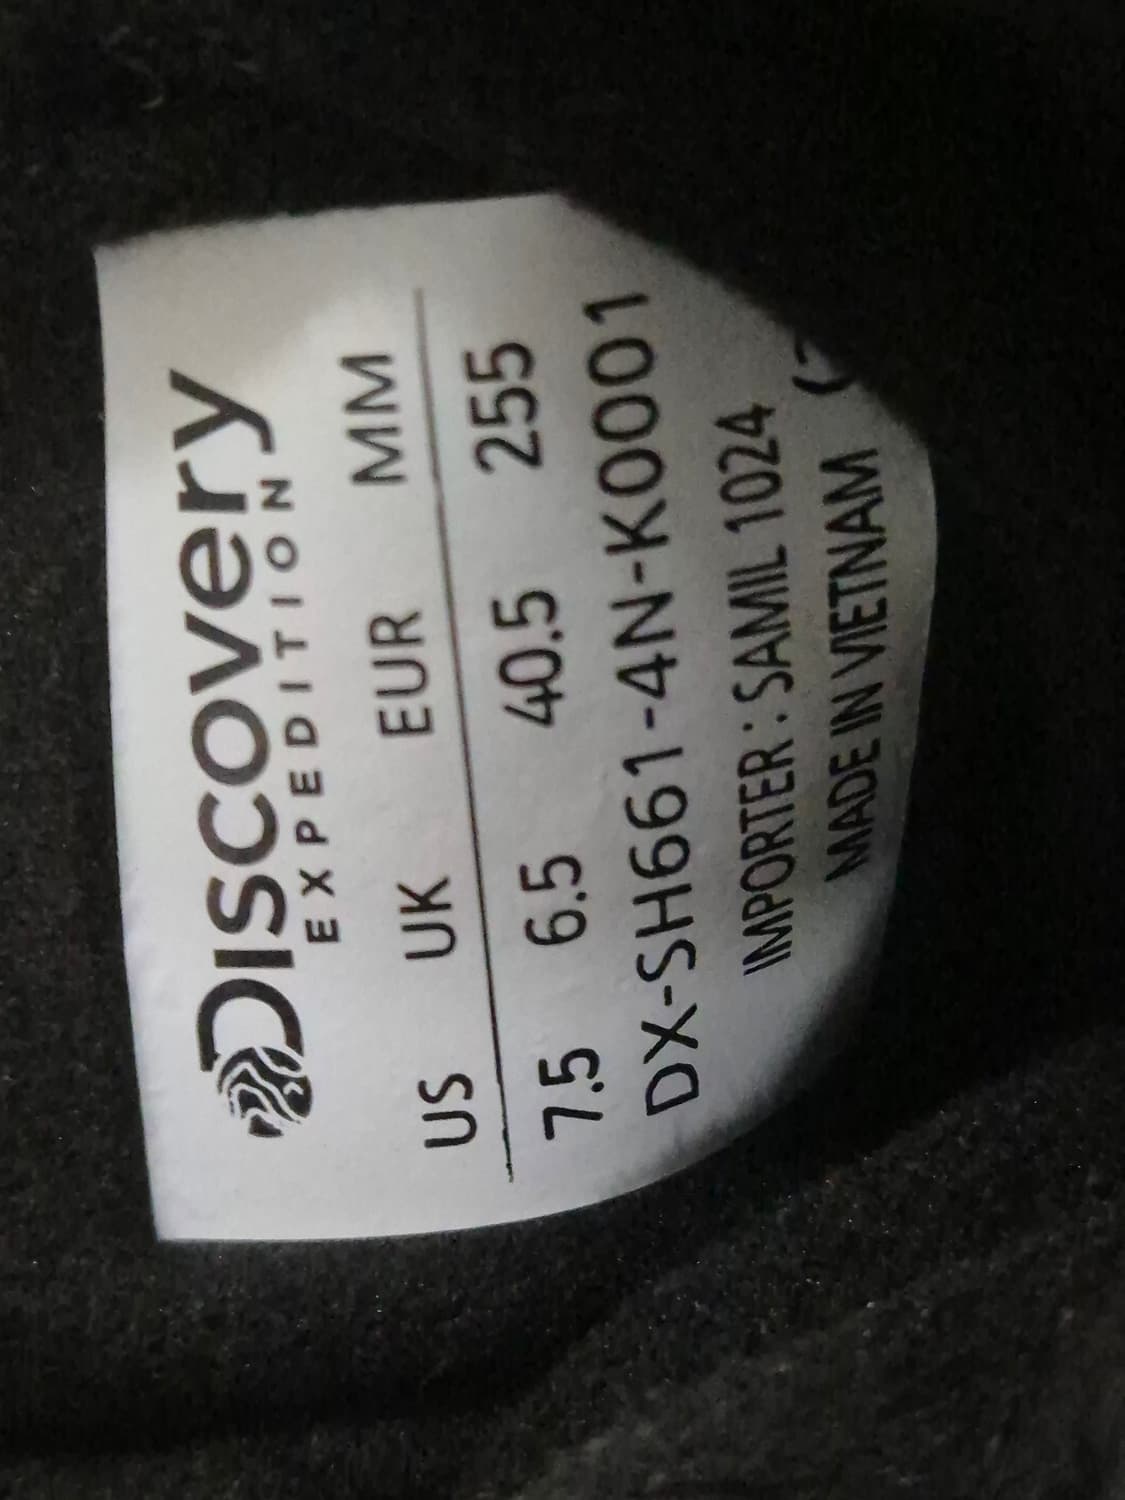 Discovery
EXPEDITION
US UK EUR MM
7.5 6.5 40.5 255
DX-SH661-4N-K0001
IMPORTER : SAMIL 1024
MADE IN VIETNAM